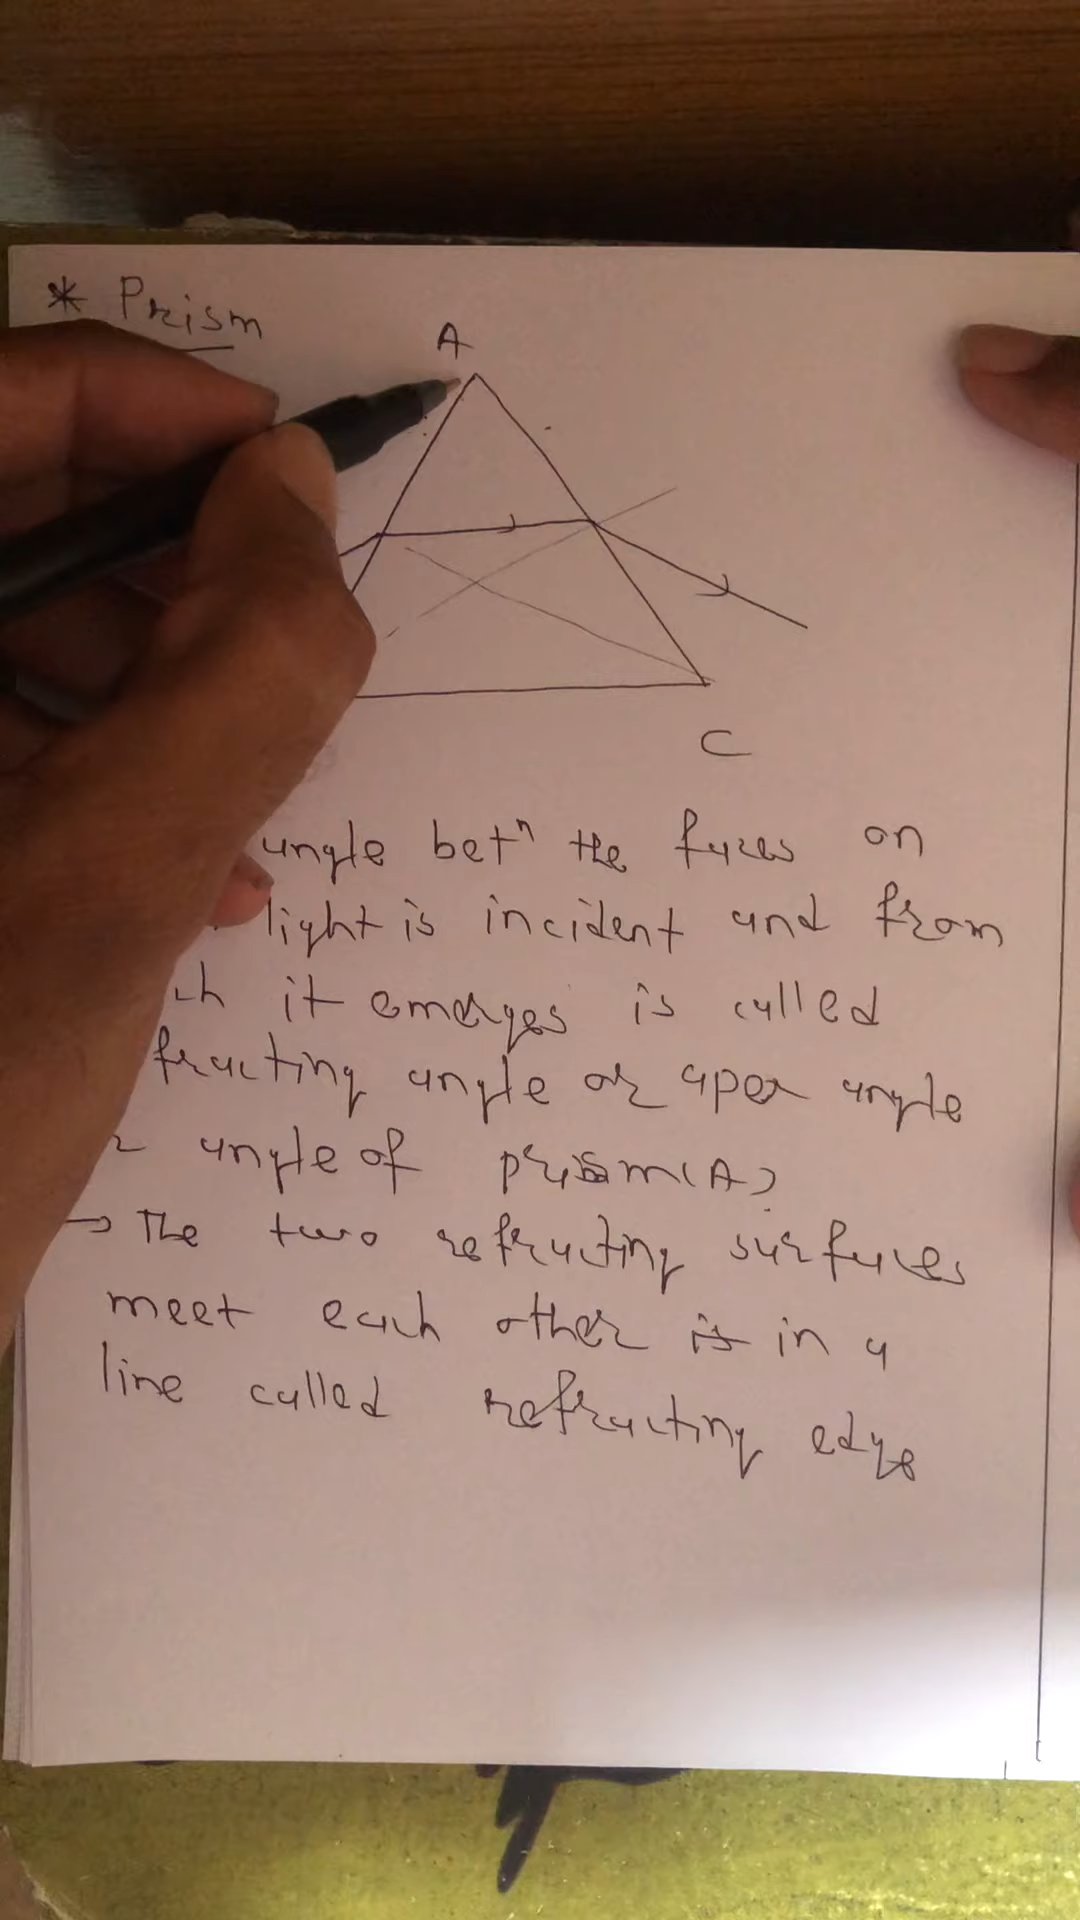 * Prism
A
C
angle betⁿ the faces on
light is incident and from
ch it emerges is called
fracting angle or apex angle
angle of prism (A)
→ The two refracting surfaces
meet each other is in a
line called refracting edge